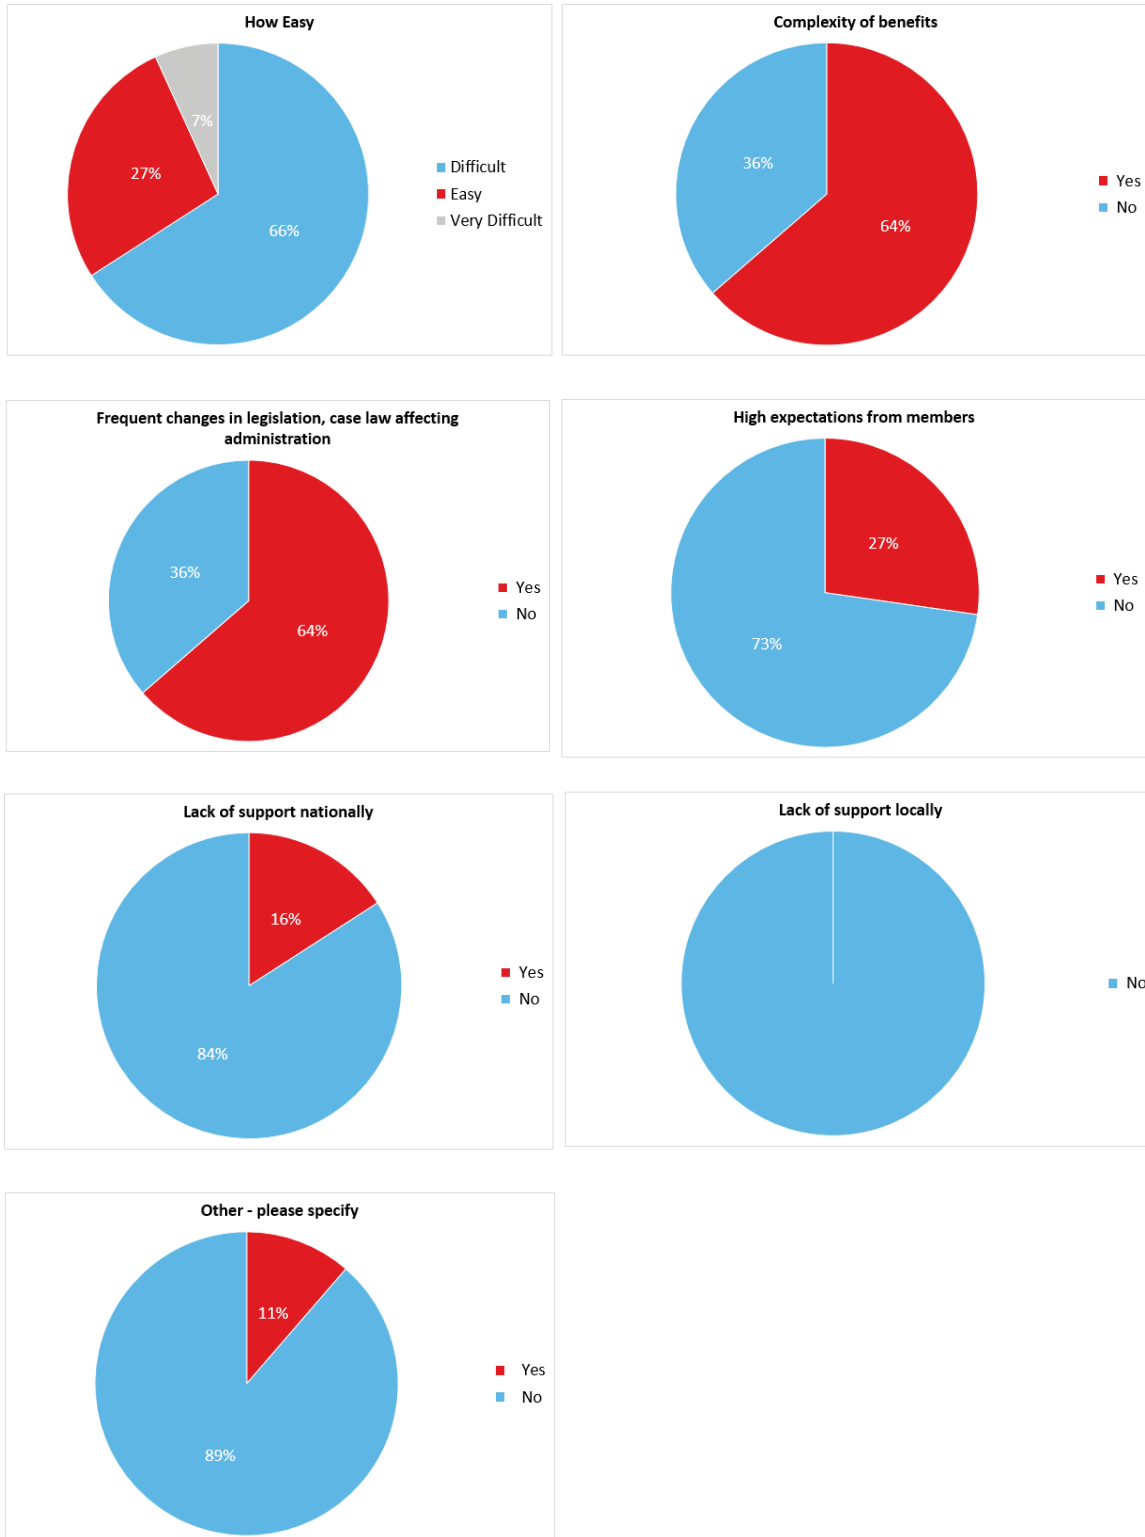 How Easy
7%
27%
66%
Difficult
Easy
Very Difficult
Complexity of benefits
36%
64%
Yes
No
Frequent changes in legislation, case law affecting
administration
36%
64%
Yes
No
High expectations from members
27%
73%
Yes
No
Lack of support nationally
16%
84%
Yes
No
Lack of support locally
No
Other - please specify
11%
89%
Yes
No